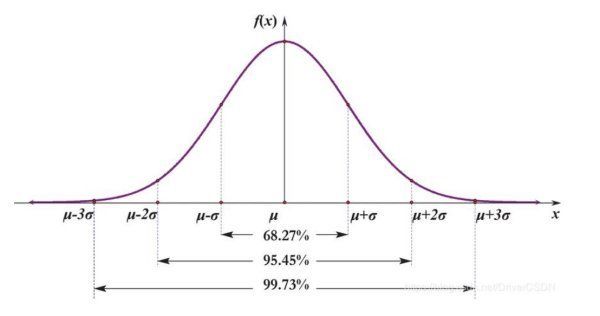 f(x)
μ-3σ μ-2σ μ-σ μ μ+σ μ+2σ μ+3σ x
68.27%
95.45%
99.73%